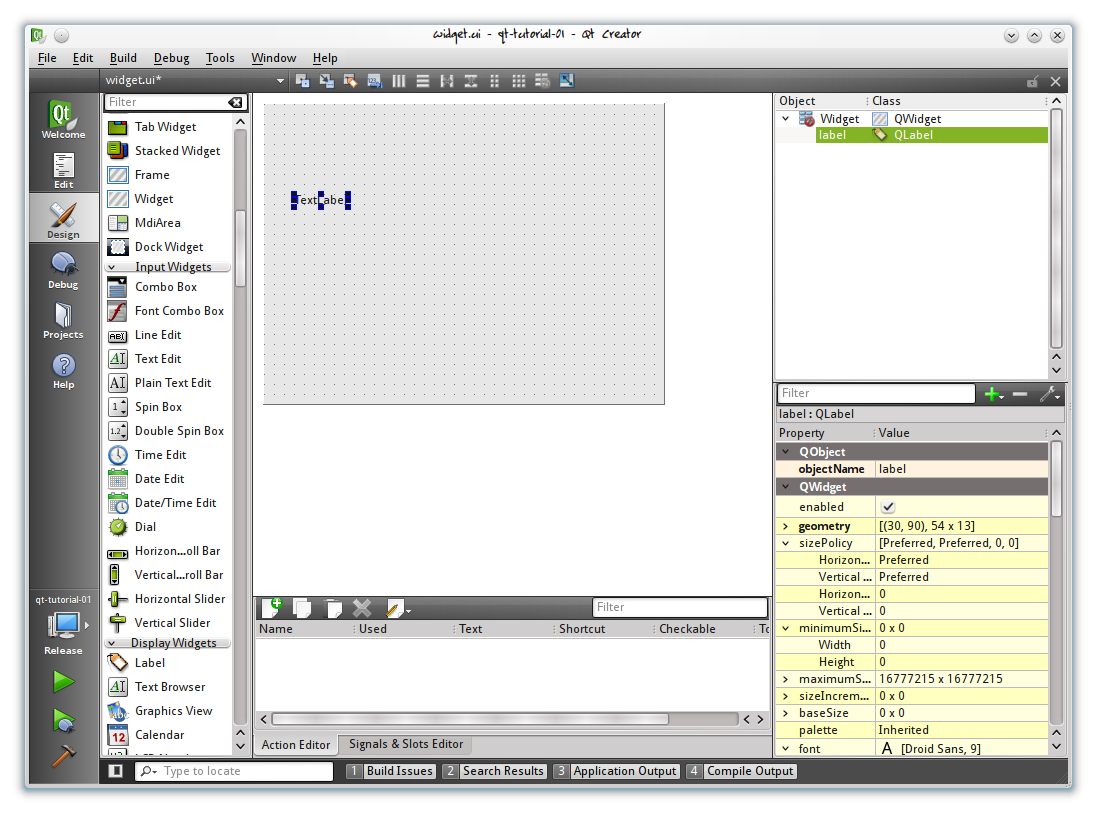 widget.ui - qt-tutorial-01 - Qt Creator
File Edit Build Debug Tools Window Help
widget.ui*
Welcome
Edit
Design
Debug
Projects
Help
qt-tutorial-01
Release
Filter
Tab Widget
Stacked Widget
Frame
Widget
MdiArea
Dock Widget
Input Widgets
Combo Box
Font Combo Box
Line Edit
Text Edit
Plain Text Edit
Spin Box
Double Spin Box
Time Edit
Date Edit
Date/Time Edit
Dial
Horizon...oll Bar
Vertical...roll Bar
Horizontal Slider
Vertical Slider
Display Widgets
Label
Text Browser
Graphics View
Calendar
TextLabel
Filter
Name Used Text Shortcut Checkable
Action Editor Signals & Slots Editor
Object Class
Widget QWidget
label QLabel
Filter
label : QLabel
Property Value
QObject
objectName label
QWidget
enabled
geometry [(30, 90), 54 x 13]
sizePolicy [Preferred, Preferred, 0, 0]
Horizon... Preferred
Vertical ... Preferred
Horizon... 0
Vertical ... 0
minimumSi... 0 x 0
Width 0
Height 0
maximumS... 16777215 x 16777215
sizeIncrem... 0 x 0
baseSize 0 x 0
palette Inherited
font A [Droid Sans, 9]
Type to locate
1 Build Issues 2 Search Results 3 Application Output 4 Compile Output